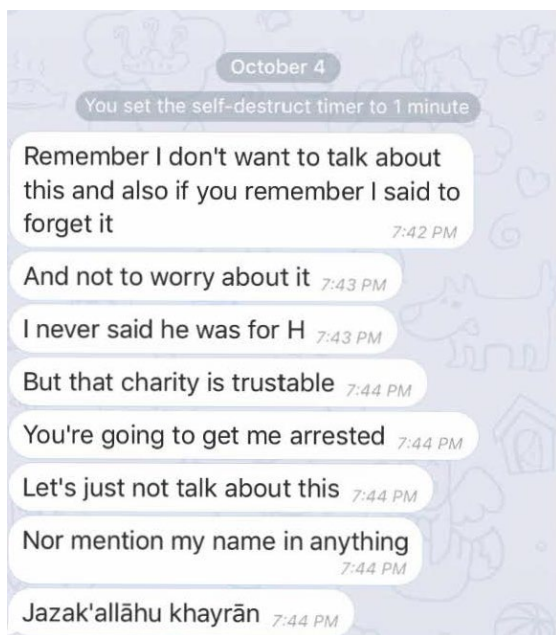 October 4
You set the self-destruct timer to 1 minute
Remember I don't want to talk about
this and also if you remember I said to
forget it
7:42 PM
And not to worry about it 7:43 PM
I never said he was for H 7:43 PM
But that charity is trustable 7:44 PM
You're going to get me arrested 7:44 PM
Let's just not talk about this 7:44 PM
Nor mention my name in anything
7:44 PM
Jazak'allāhu khayrān 7:44 PM